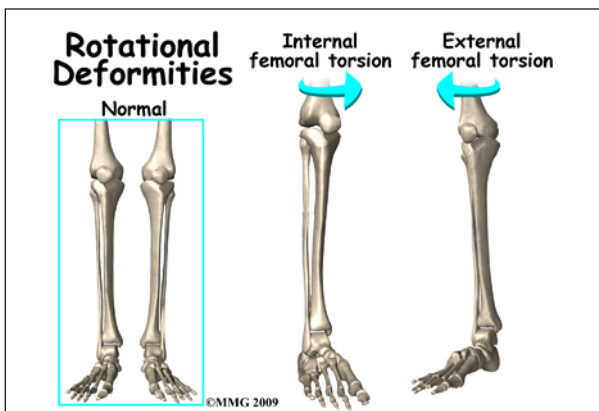 Rotational
Deformities
Normal
Internal
femoral torsion
External
femoral torsion
©MMG 2009